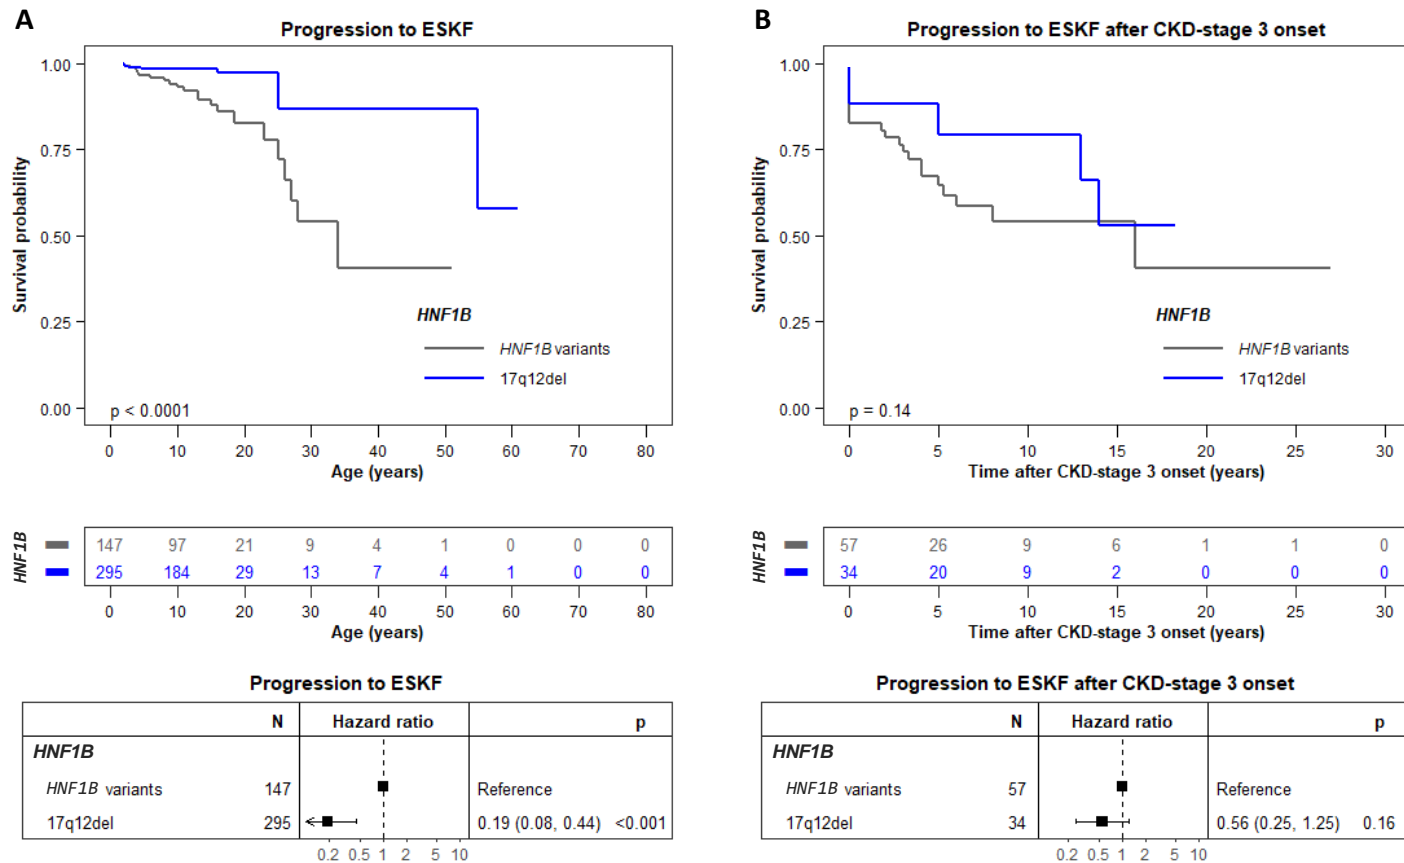 A
Progression to ESKF
Survival probability
1.00
0.75
0.50
0.25
0.00
HNF1B
HNF1B variants
17q12del
p < 0.0001
0 10 20 30 40 50 60 70 80
Age (years)
HNF1B
147 97 21 9 4 1 0 0 0
295 184 29 13 7 4 1 0 0
0 10 20 30 40 50 60 70 80
Age (years)
Progression to ESKF
N Hazard ratio p
HNF1B
HNF1B variants 147 Reference
17q12del 295 0.19 (0.08, 0.44) <0.001
0.2 0.5 1 2 5 10
B
Progression to ESKF after CKD-stage 3 onset
Survival probability
1.00
0.75
0.50
0.25
0.00
HNF1B
HNF1B variants
17q12del
p = 0.14
0 5 10 15 20 25 30
Time after CKD-stage 3 onset (years)
HNF1B
57 26 9 6 1 1 0
34 20 9 2 0 0 0
0 5 10 15 20 25 30
Time after CKD-stage 3 onset (years)
Progression to ESKF after CKD-stage 3 onset
N Hazard ratio p
HNF1B
HNF1B variants 57 Reference
17q12del 34 0.56 (0.25, 1.25) 0.16
0.2 0.5 1 2 5 10